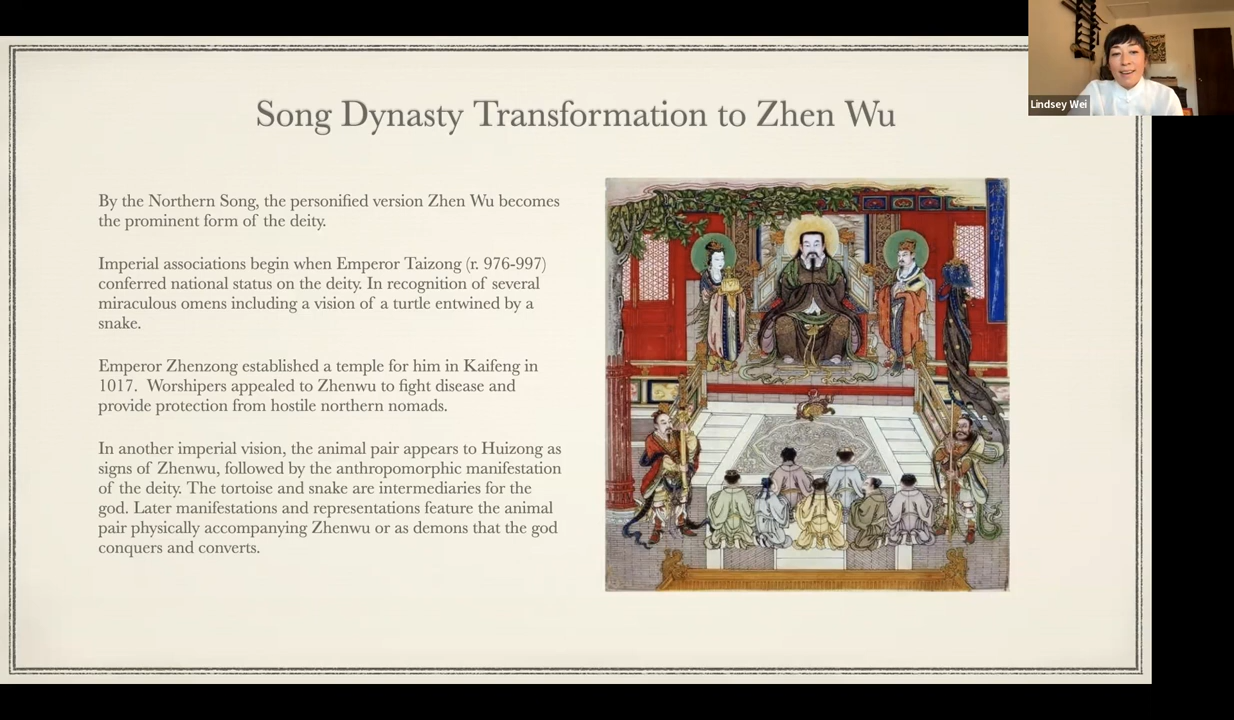 Lindsey Wei
Song Dynasty Transformation to Zhen Wu
By the Northern Song, the personified version Zhen Wu becomes
the prominent form of the deity.
Imperial associations begin when Emperor Taizong (r. 976-997)
conferred national status on the deity. In recognition of several
miraculous omens including a vision of a turtle entwined by a
snake.
Emperor Zhenzong established a temple for him in Kaifeng in
1017. Worshipers appealed to Zhenwu to fight disease and
provide protection from hostile northern nomads.
In another imperial vision, the animal pair appears to Huizong as
signs of Zhenwu, followed by the anthropomorphic manifestation
of the deity. The tortoise and snake are intermediaries for the
god. Later manifestations and representations feature the animal
pair physically accompanying Zhenwu or as demons that the god
conquers and converts.